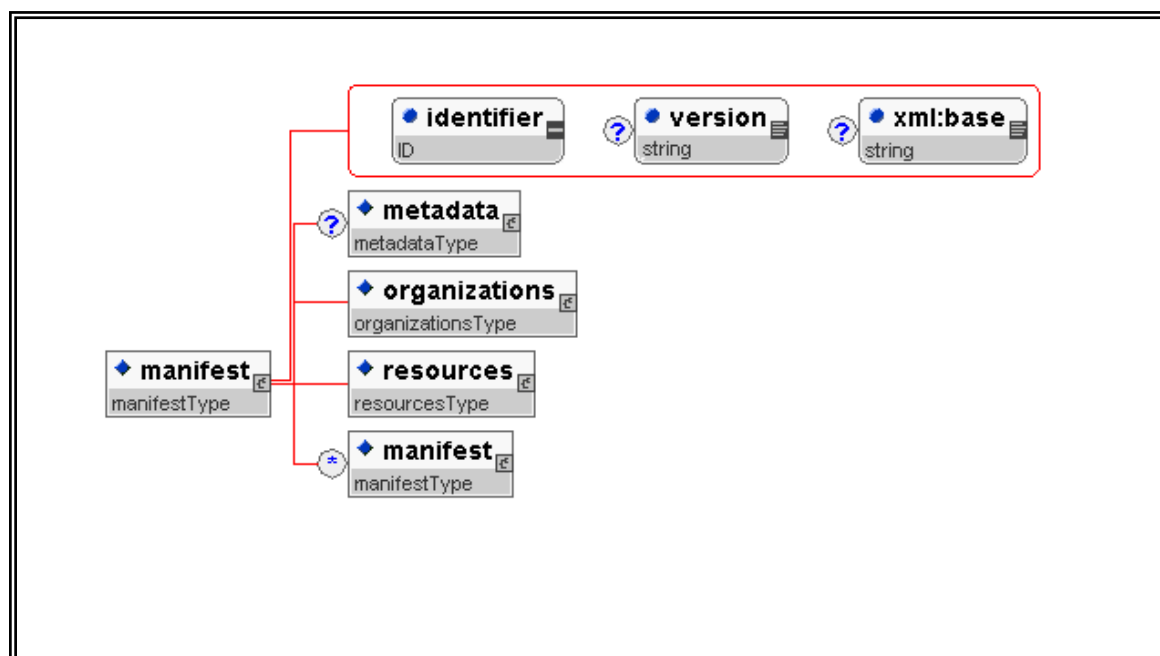 identifier
ID
?
version
string
?
xml:base
string
?
metadata
metadataType
organizations
organizationsType
manifest
manifestType
resources
resourcesType
*
manifest
manifestType